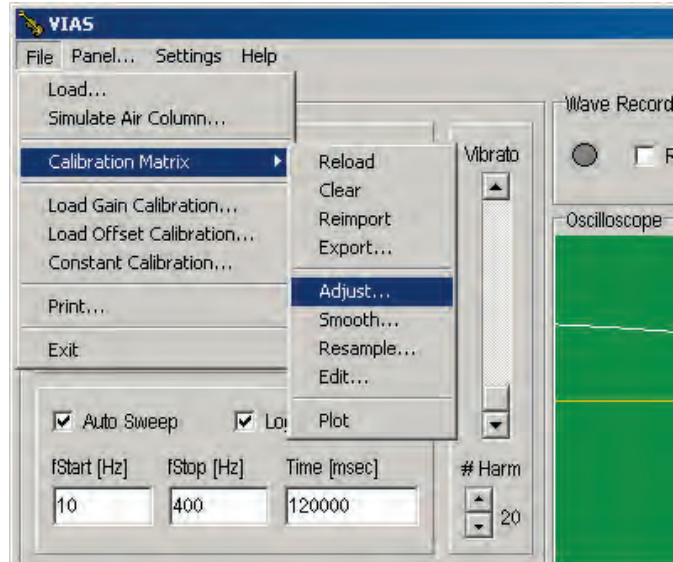 VIAS
File Panel... Settings Help
Load...
Simulate Air Column...
Calibration Matrix
Load Gain Calibration...
Load Offset Calibration...
Constant Calibration...
Print...
Exit
Reload
Clear
Reimport
Export...
Adjust...
Smooth...
Resample...
Edit...
Plot
Vibrato
Wave Record
R
Oscilloscope
Auto Sweep
fStart [Hz] fStop [Hz] Time [msec]
10 400 120000
# Harm
20